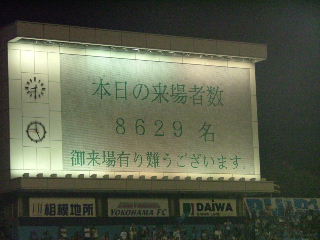 本日の来場者数
8629 名
御来場有り難うございます。
相模地所
YOKOHAMA FC
DAIWA